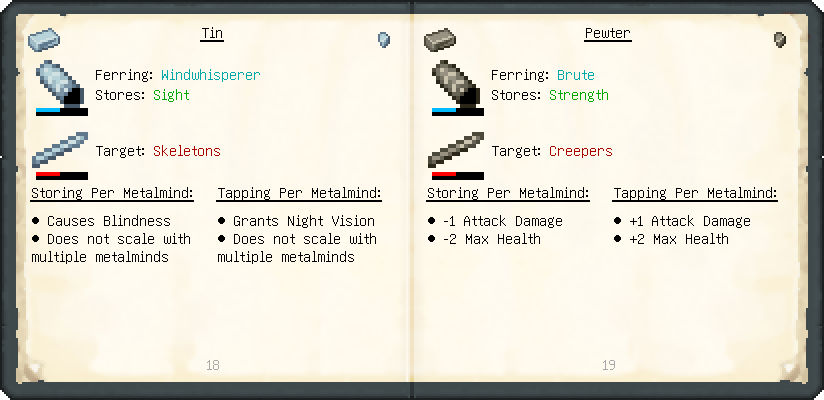 Tin
Ferring: Windwhisperer
Stores: Sight
Target: Skeletons
Storing Per Metalmind:
● Causes Blindness
● Does not scale with
multiple metalminds
Tapping Per Metalmind:
● Grants Night Vision
● Does not scale with
multiple metalminds
18
Pewter
Ferring: Brute
Stores: Strength
Target: Creepers
Storing Per Metalmind:
● -1 Attack Damage
● -2 Max Health
Tapping Per Metalmind:
● +1 Attack Damage
● +2 Max Health
19